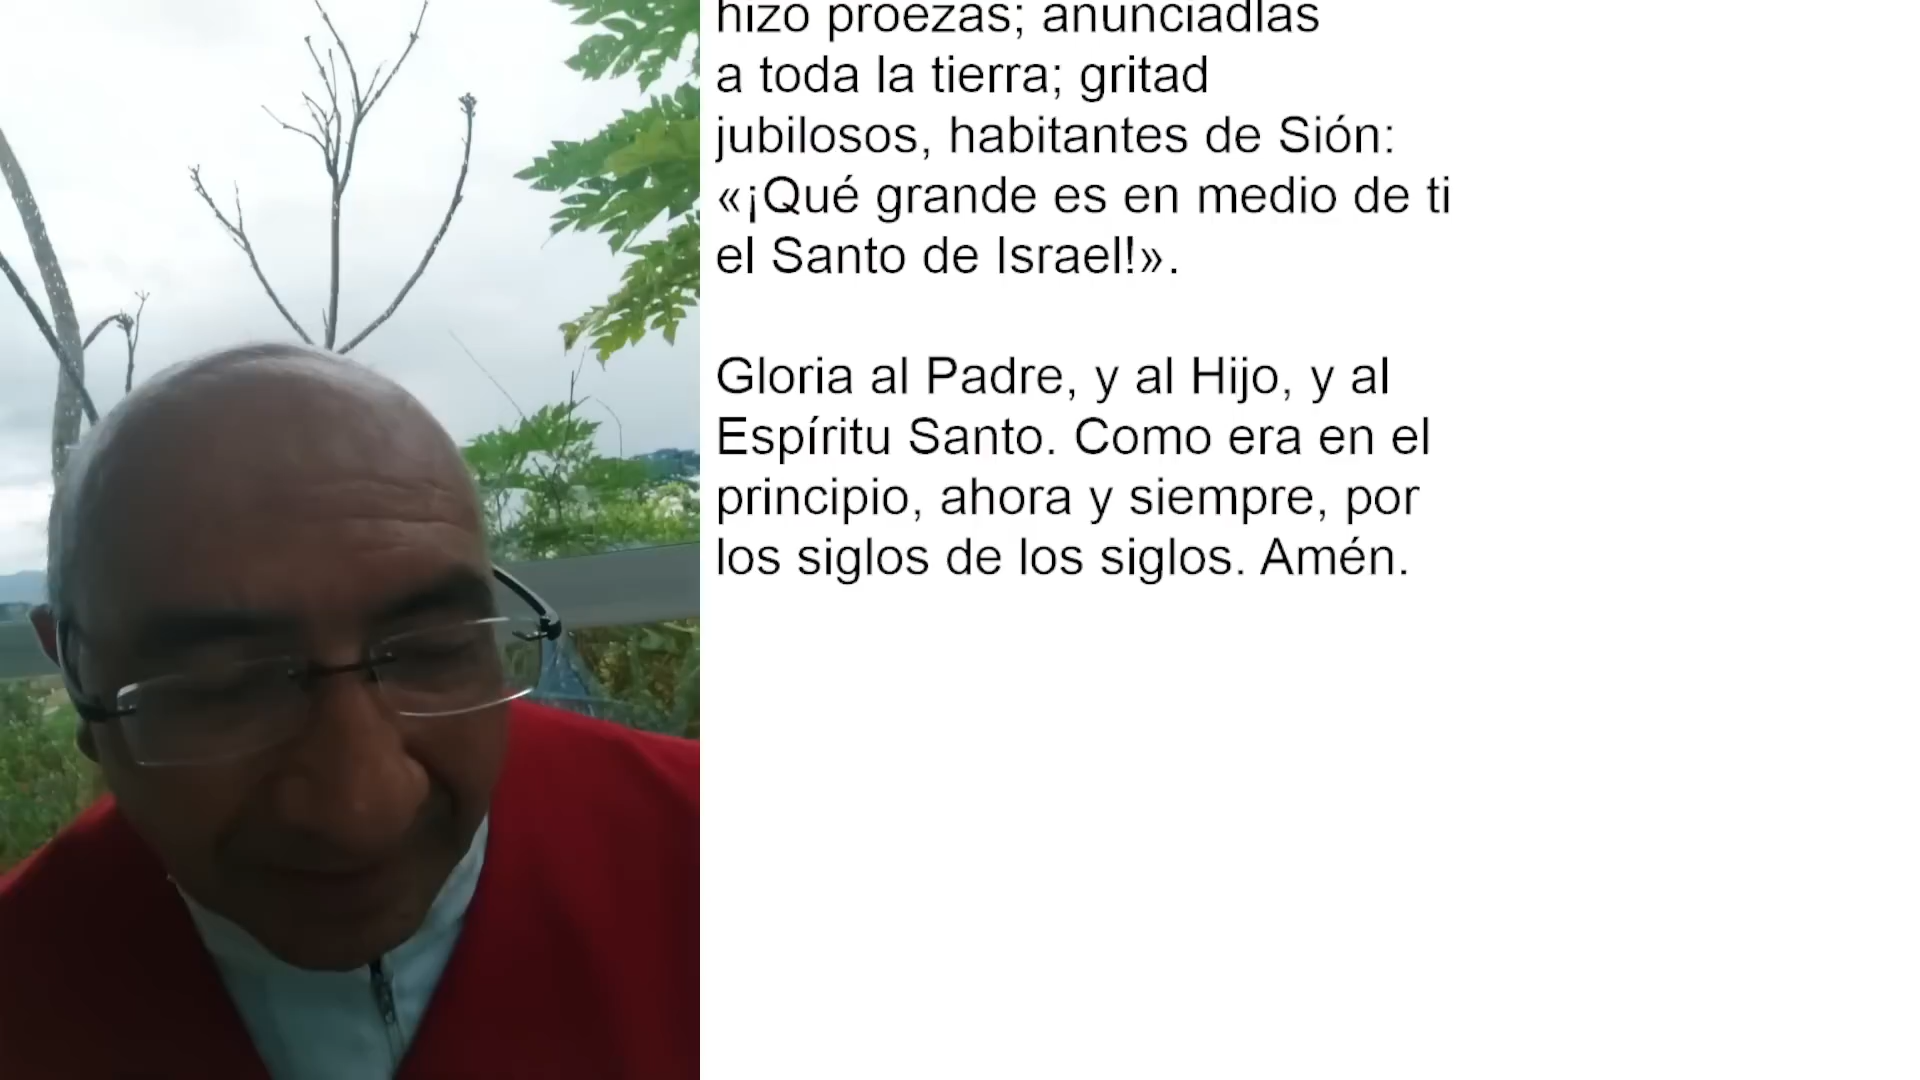 hizo proezas; anunciadlas
a toda la tierra; gritad
jubilosos, habitantes de Sión:
«¡Qué grande es en medio de ti
el Santo de Israel!».
Gloria al Padre, y al Hijo, y al
Espíritu Santo. Como era en el
principio, ahora y siempre, por
los siglos de los siglos. Amén.